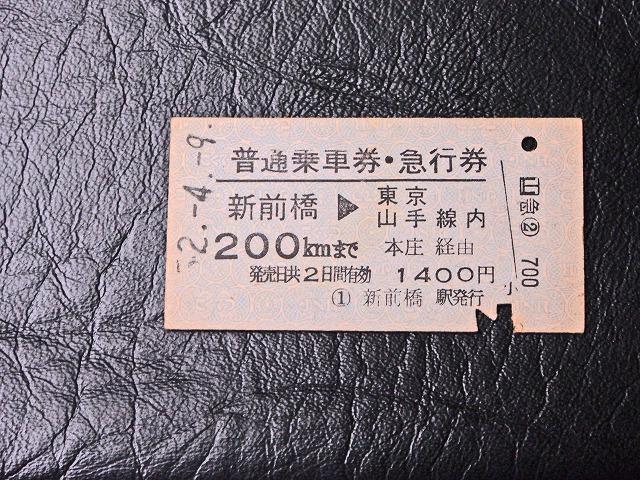 52.-4.-9.
普通乗車券・急行券
新前橋 ▶ 東京
山手線内
200kmまで 本庄 経由
発売日共2日間有効 1400円
① 新前橋 駅発行
急② 700
小